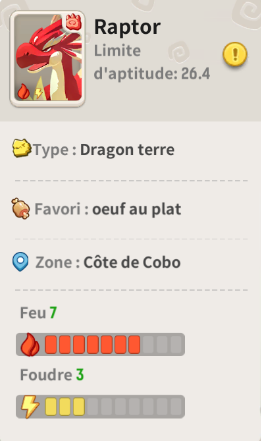 Raptor
Limite
d'aptitude: 26.4
Type : Dragon terre
Favori : oeuf au plat
Zone : Côte de Cobo
Feu 7
Foudre 3